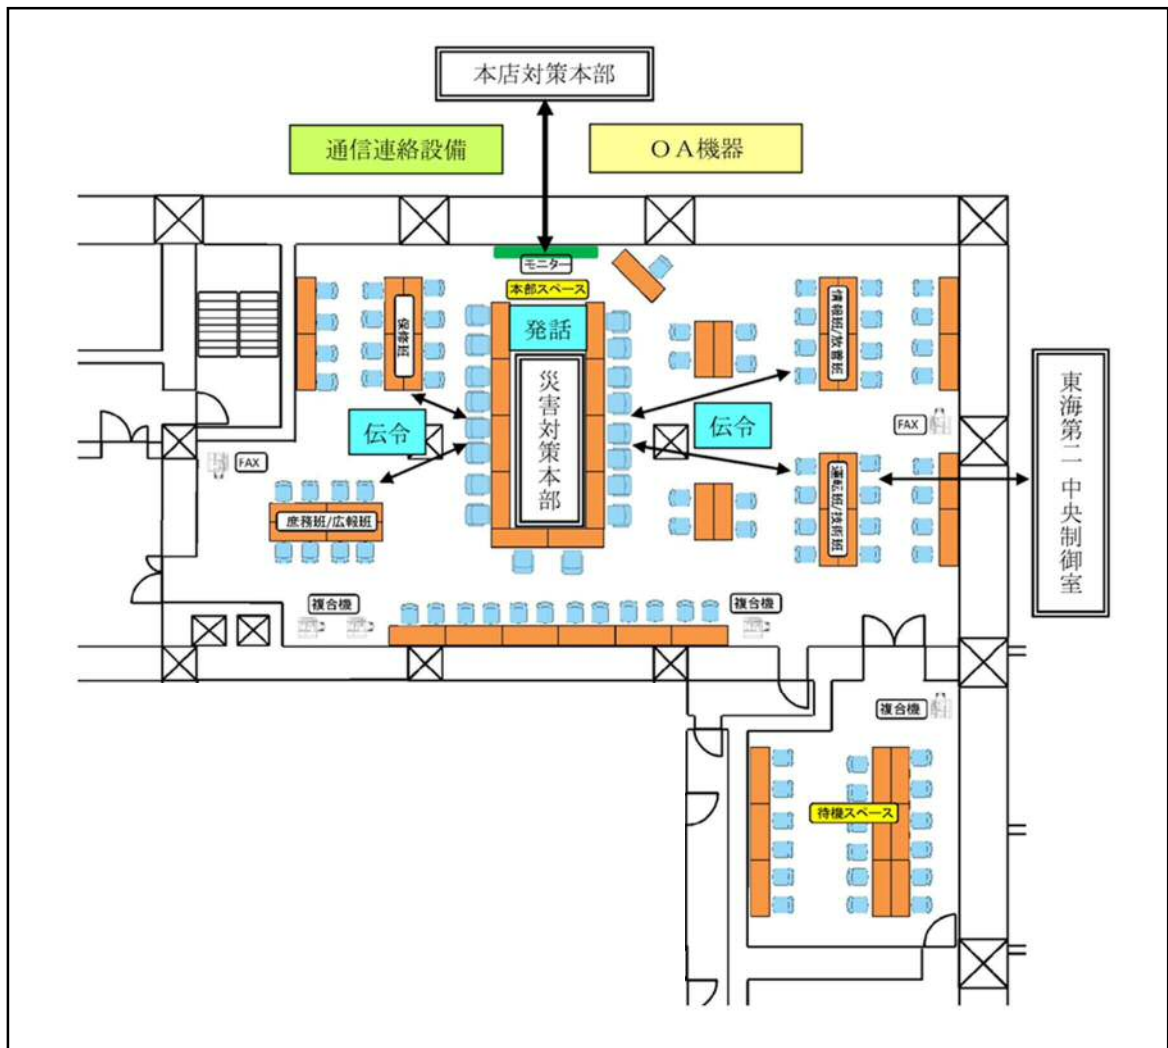 本店対策本部
通信連絡設備
ＯＡ機器
モニター
本部スペース
発話
災害対策本部
保修班
情報班/放管班
伝令
伝令
FAX
FAX
庶務班/広報班
運転班/技術班
東海第二 中央制御室
複合機
複合機
複合機
待機スペース